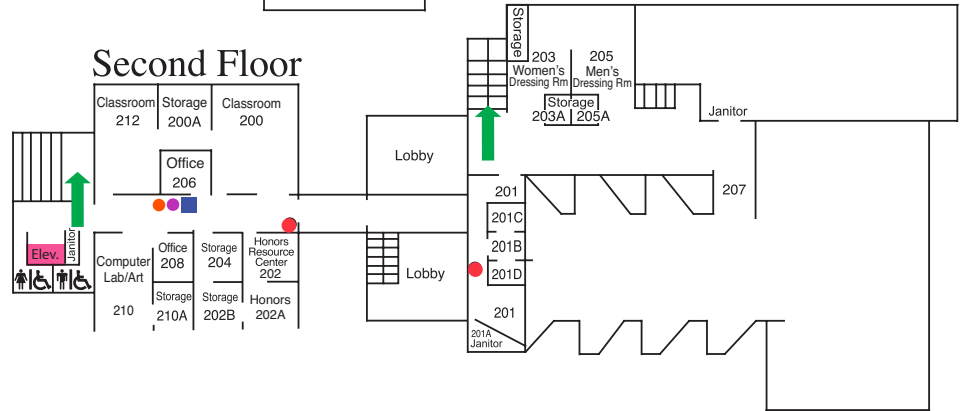 Second Floor
Storage
203
Women's
Dressing Rm
205
Men's
Dressing Rm
Storage
203A
205A
Janitor
Classroom
212
Storage
200A
Classroom
200
Office
206
Lobby
201
207
201C
201B
201D
201
201A
Janitor
Lobby
Elev.
Janitor
Computer
Lab/Art
210
Office
208
Storage
204
Honors
Resource
Center
202
Storage
210A
Storage
202B
Honors
202A